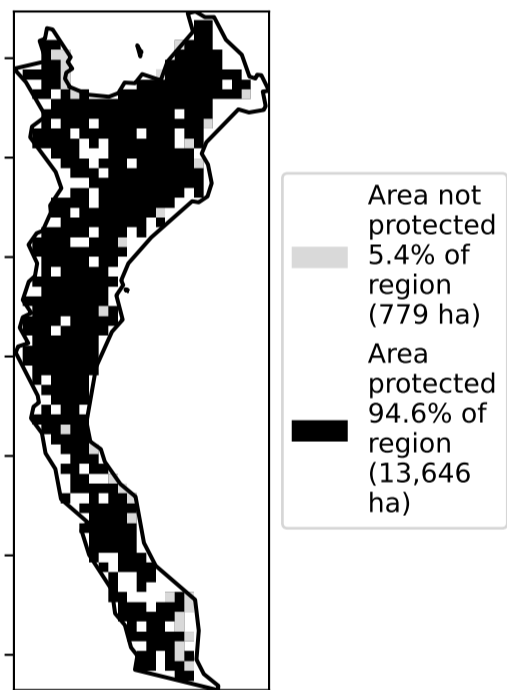 Area not
protected
5.4% of
region
(779 ha)
Area
protected
94.6% of
region
(13,646
ha)